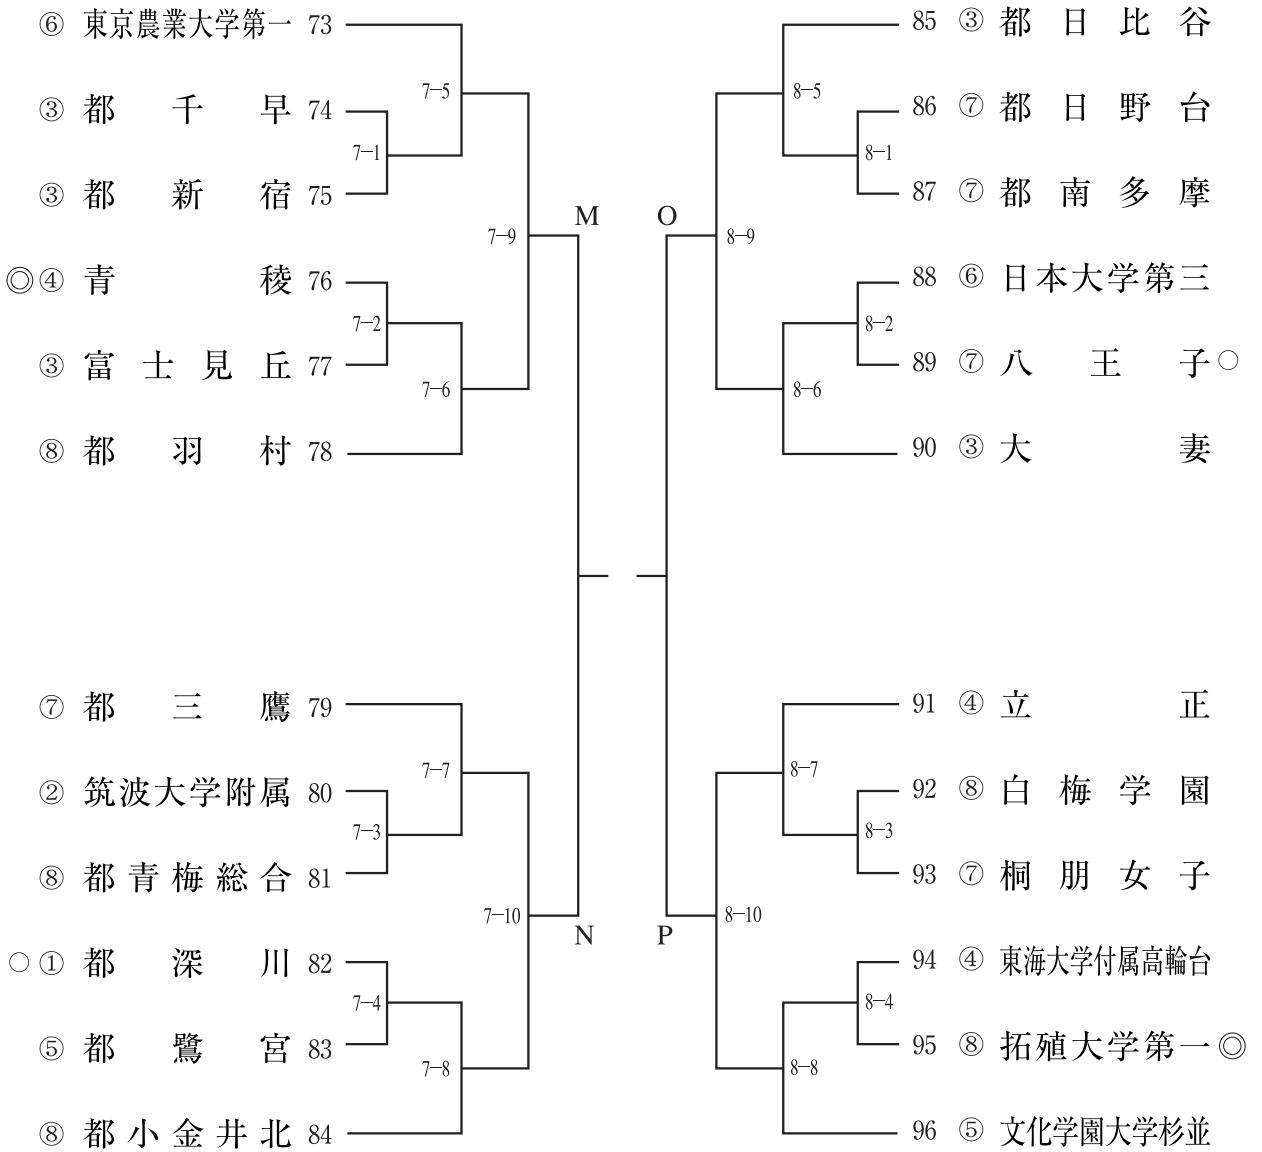 ⑥ 東京農業大学第一 73
③ 都千早 74
③ 都新宿 75
◎④ 青稜 76
③ 富士見丘 77
⑧ 都羽村 78
7−5
7−1
7−2
7−6
7−9
M
⑦ 都三鷹 79
② 筑波大学附属 80
⑧ 都青梅総合 81
○① 都深川 82
⑤ 都鷺宮 83
⑧ 都小金井北 84
7−7
7−3
7−4
7−8
7−10
N
85 ③ 都日比谷
86 ⑦ 都日野台
87 ⑦ 都南多摩
88 ⑥ 日本大学第三
89 ⑦ 八王子○
90 ③ 大妻
8−5
8−1
8−2
8−6
8−9
O
91 ④ 立正
92 ⑧ 白梅学園
93 ⑦ 桐朋女子
94 ④ 東海大学付属高輪台
95 ⑧ 拓殖大学第一◎
96 ⑤ 文化学園大学杉並
8−7
8−3
8−4
8−8
8−10
P